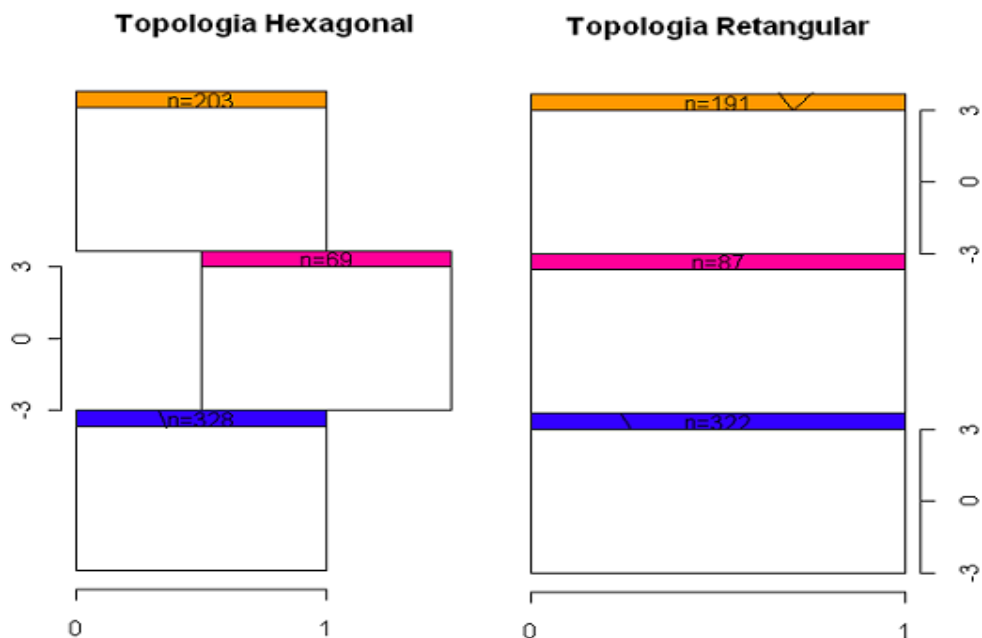 Topologia Hexagonal
n=203
n=69
n=328
3
0
-3
0
1
Topologia Retangular
n=191
n=87
n=322
3
0
-3
3
0
-3
0
1